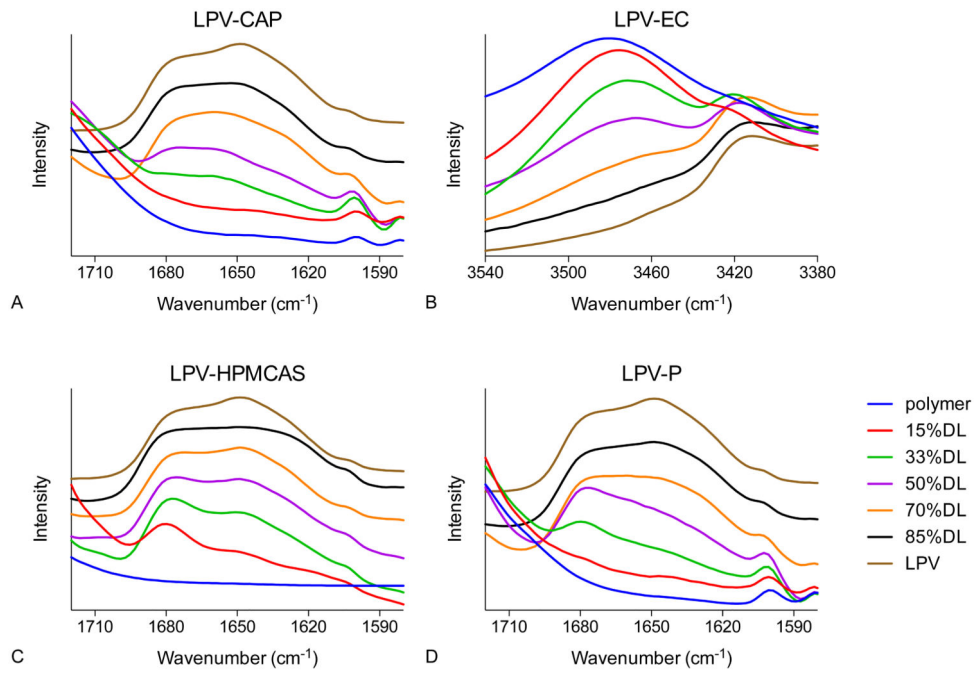 LPV-CAP
Intensity
1710 1680 1650 1620 1590
A Wavenumber (cm⁻¹)
LPV-EC
Intensity
3540 3500 3460 3420 3380
B Wavenumber (cm⁻¹)
LPV-HPMCAS
Intensity
1710 1680 1650 1620 1590
C Wavenumber (cm⁻¹)
LPV-P
Intensity
1710 1680 1650 1620 1590
D Wavenumber (cm⁻¹)
polymer
15%DL
33%DL
50%DL
70%DL
85%DL
LPV